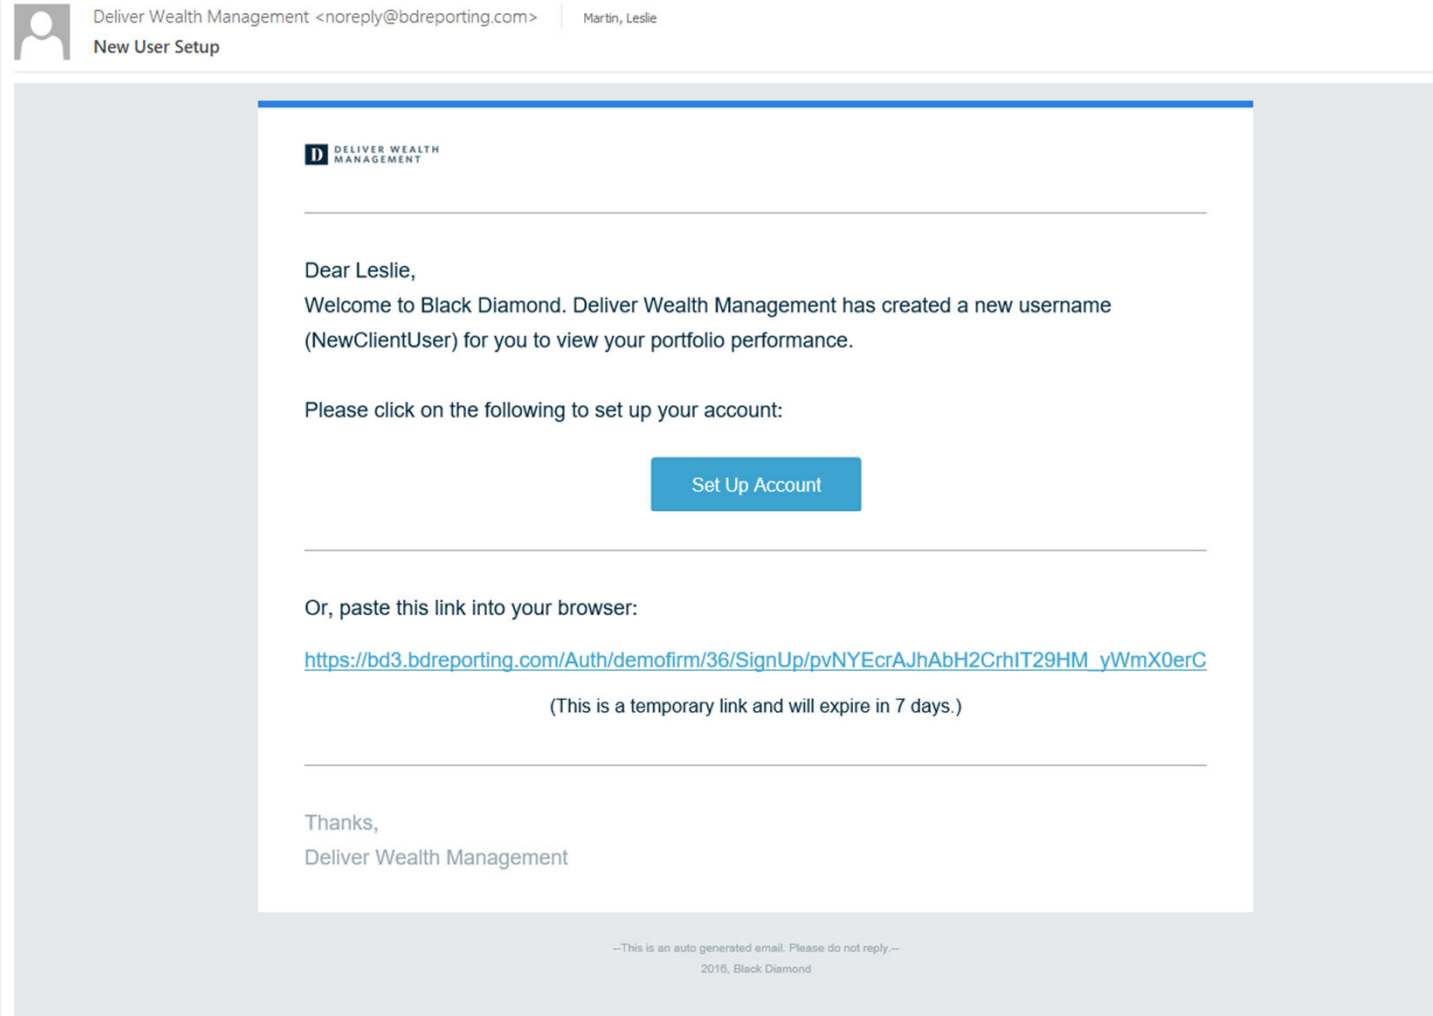 Deliver Wealth Management <noreply@bdreporting.com> Martin, Leslie
New User Setup
D DELIVER WEALTH
MANAGEMENT
Dear Leslie,
Welcome to Black Diamond. Deliver Wealth Management has created a new username
(NewClientUser) for you to view your portfolio performance.
Please click on the following to set up your account:
Set Up Account
Or, paste this link into your browser:
https://bd3.bdreporting.com/Auth/demofirm/36/SignUp/pvNYEcrAJhAbH2CrhIT29HM_yWmX0erC
(This is a temporary link and will expire in 7 days.)
Thanks,
Deliver Wealth Management
--This is an auto generated email. Please do not reply.--
2016, Black Diamond